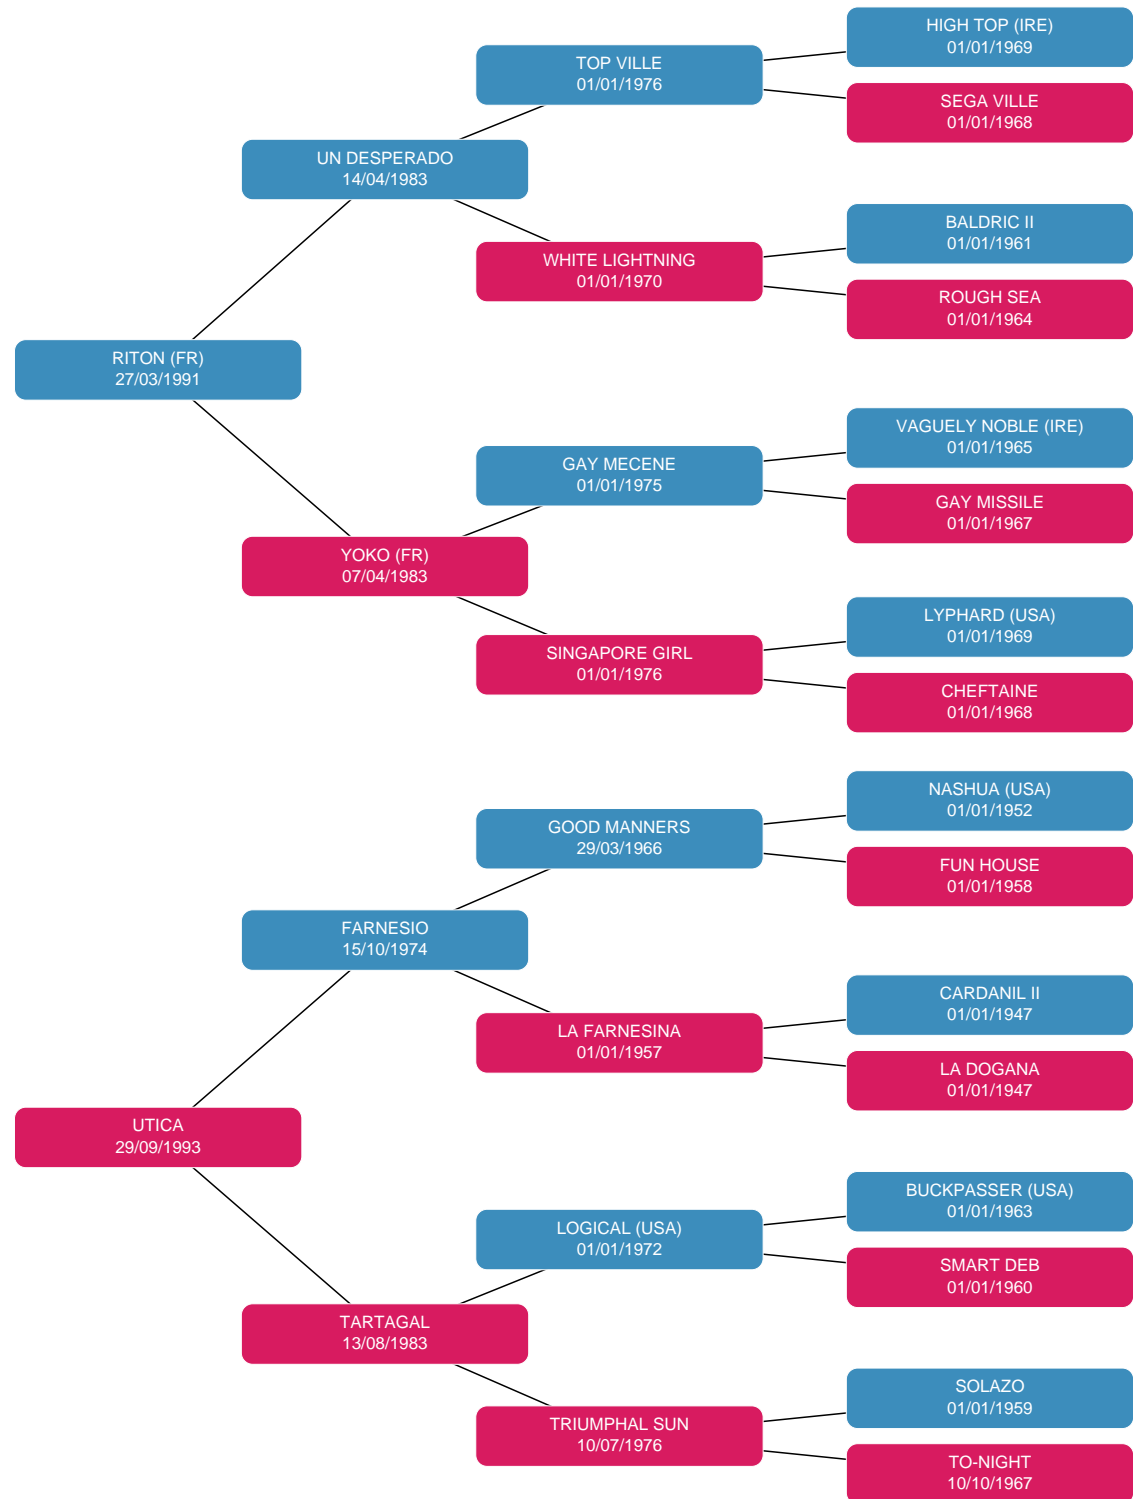 HIGH TOP (IRE)
01/01/1969
TOP VILLE
01/01/1976
SEGA VILLE
01/01/1968
UN DESPERADO
14/04/1983
BALDRIC II
01/01/1961
WHITE LIGHTNING
01/01/1970
ROUGH SEA
01/01/1964
RITON (FR)
27/03/1991
VAGUELY NOBLE (IRE)
01/01/1965
GAY MECENE
01/01/1975
GAY MISSILE
01/01/1967
YOKO (FR)
07/04/1983
LYPHARD (USA)
01/01/1969
SINGAPORE GIRL
01/01/1976
CHEFTAINE
01/01/1968
NASHUA (USA)
01/01/1952
GOOD MANNERS
29/03/1966
FUN HOUSE
01/01/1958
FARNESIO
15/10/1974
CARDANIL II
01/01/1947
LA FARNESINA
01/01/1957
LA DOGANA
01/01/1947
UTICA
29/09/1993
BUCKPASSER (USA)
01/01/1963
LOGICAL (USA)
01/01/1972
SMART DEB
01/01/1960
TARTAGAL
13/08/1983
SOLAZO
01/01/1959
TRIUMPHAL SUN
10/07/1976
TO-NIGHT
10/10/1967